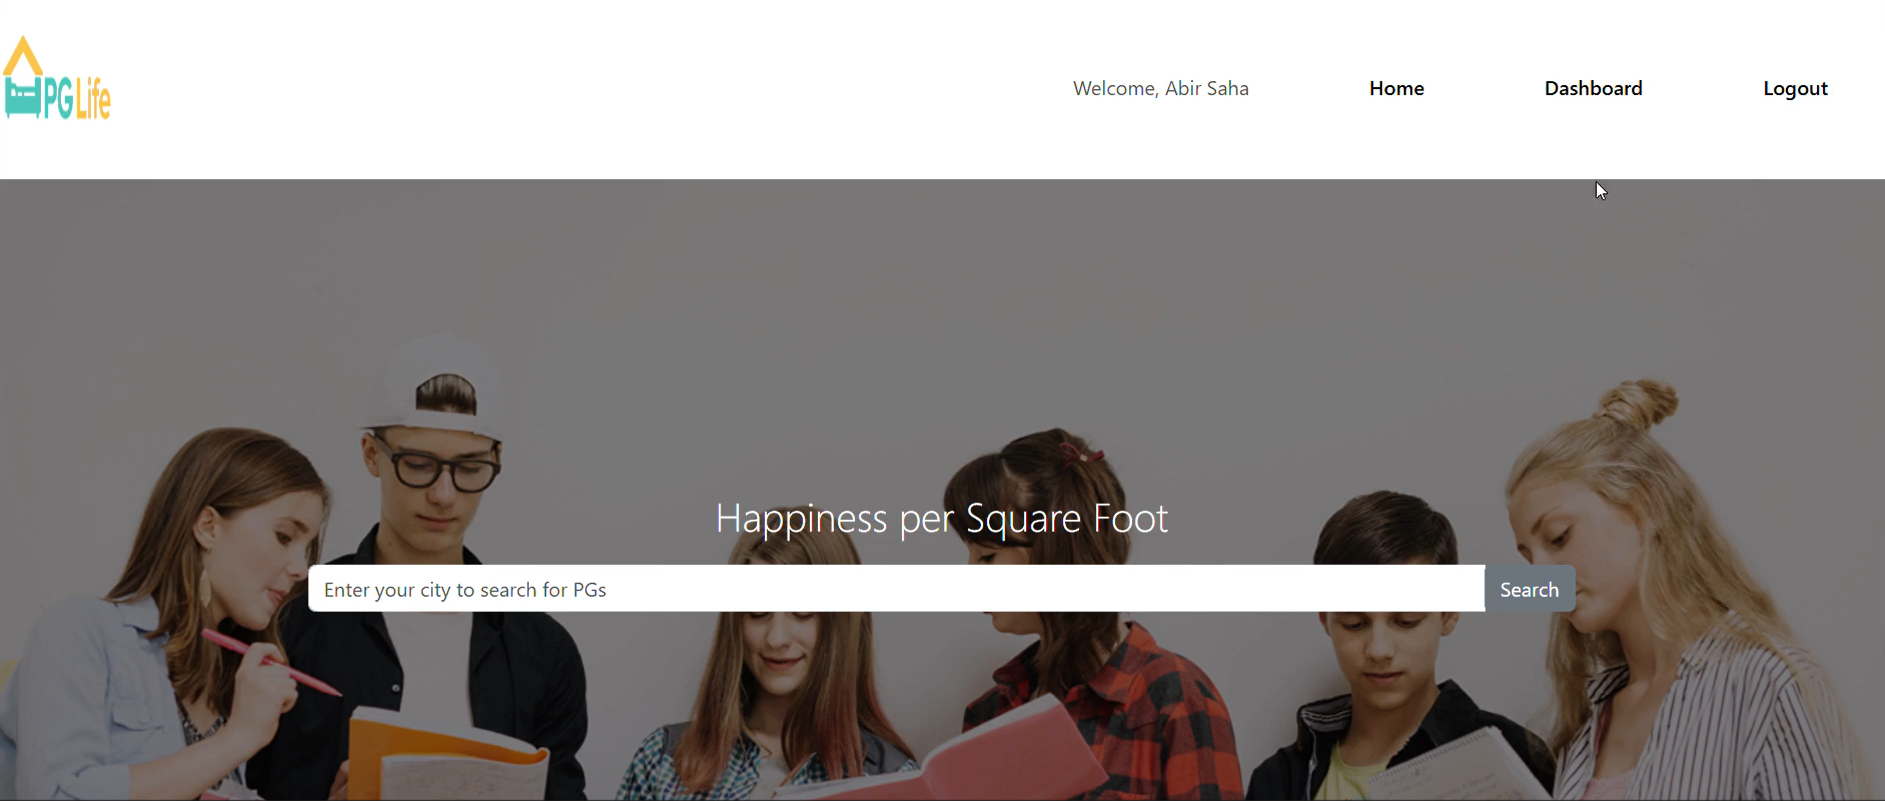 PG Life
Welcome, Abir Saha
Home
Dashboard
Logout
Happiness per Square Foot
Enter your city to search for PGs
Search